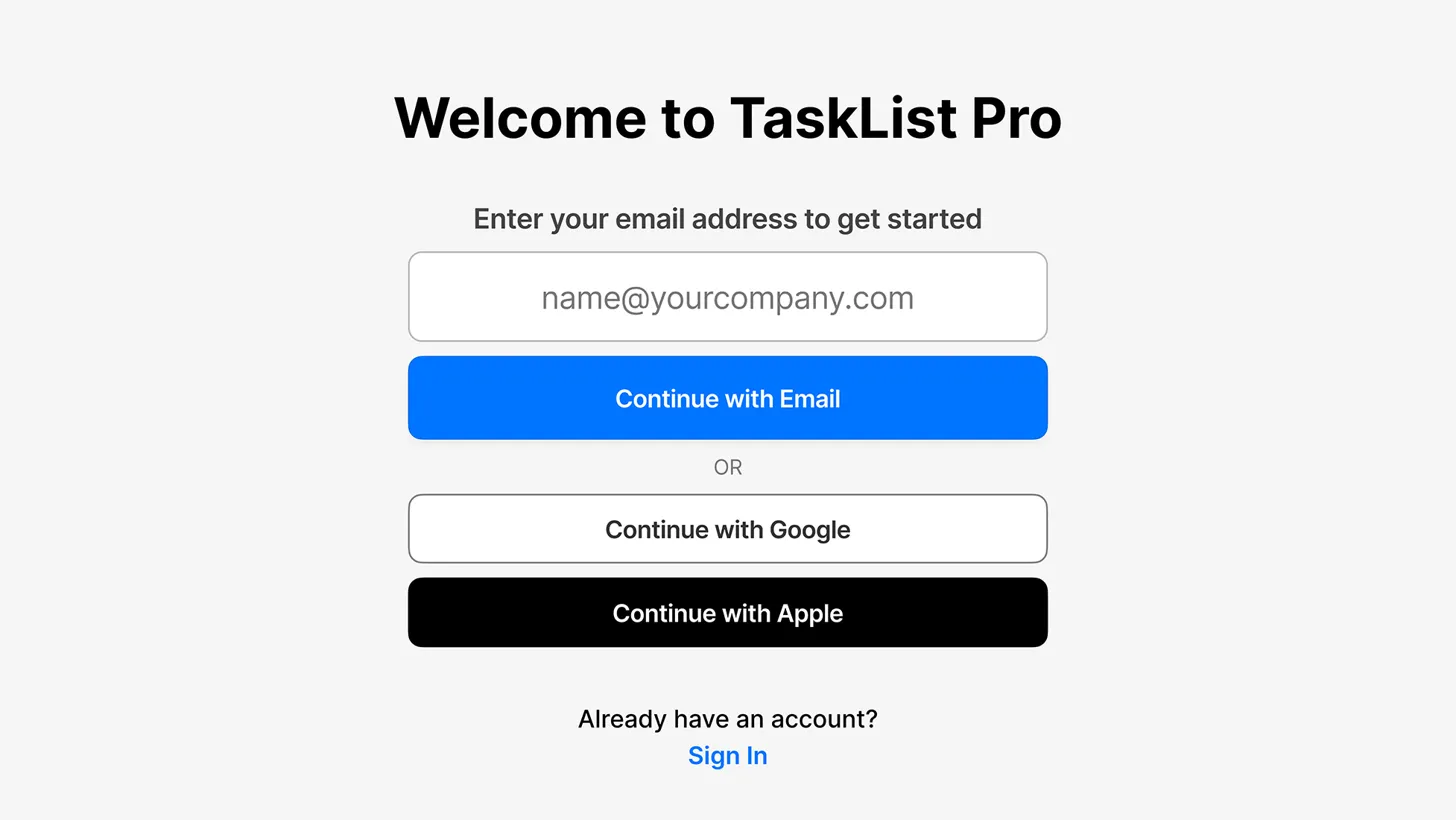 Welcome to TaskList Pro
Enter your email address to get started
name@yourcompany.com
Continue with Email
OR
Continue with Google
Continue with Apple
Already have an account?
Sign In